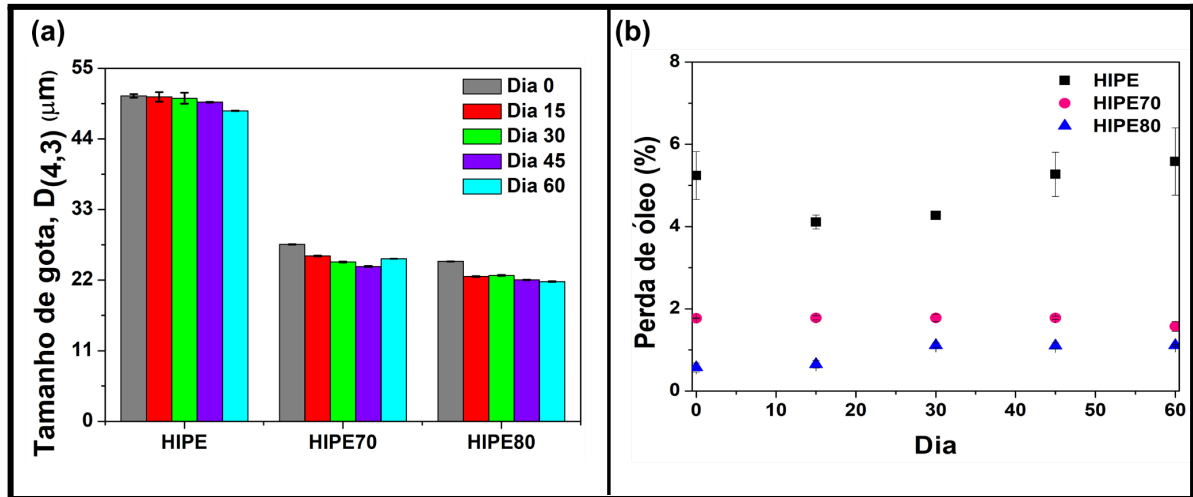 (a)
Tamanho de gota, D(4,3) (μm)
55
44
33
22
11
0
Dia 0
Dia 15
Dia 30
Dia 45
Dia 60
HIPE
HIPE70
HIPE80
(b)
Perda de óleo (%)
8
6
4
2
0
HIPE
HIPE70
HIPE80
0
10
20
30
40
50
60
Dia